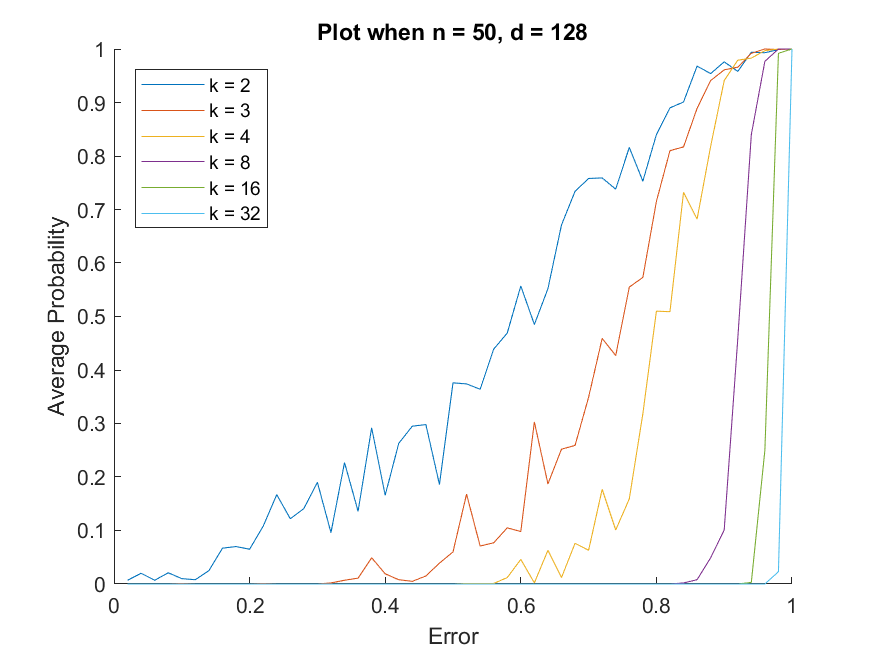 Plot when n = 50, d = 128
1
0.9
0.8
0.7
0.6
0.5
0.4
0.3
0.2
0.1
0
Average Probability
k = 2
k = 3
k = 4
k = 8
k = 16
k = 32
0
0.2
0.4
0.6
0.8
1
Error